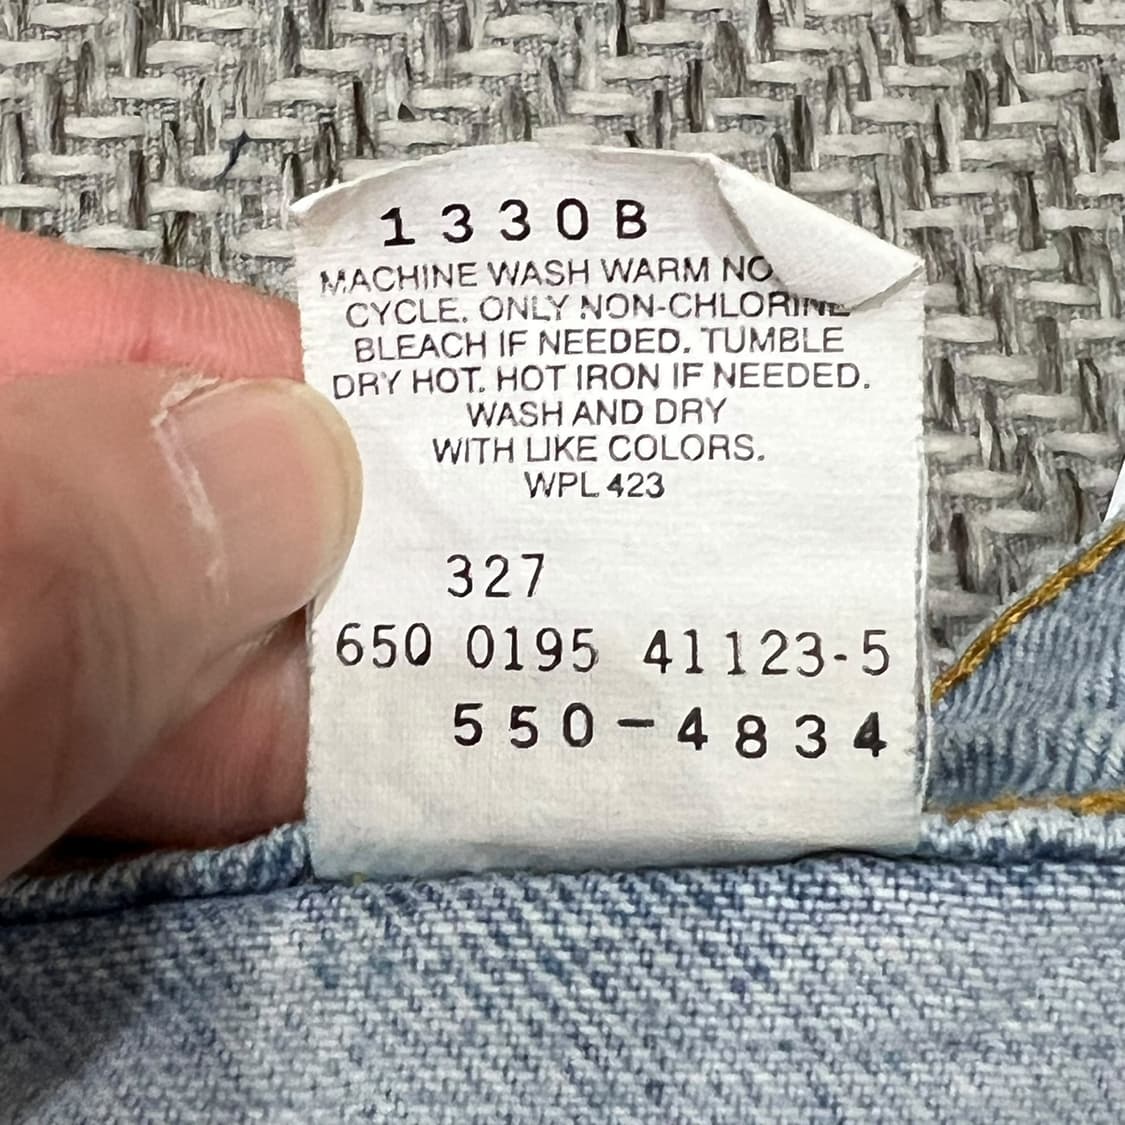 1330B
MACHINE WASH WARM
CYCLE. ONLY NON-CHLORINE
BLEACH IF NEEDED. TUMBLE
DRY HOT. HOT IRON IF NEEDED.
WASH AND DRY
WITH LIKE COLORS.
WPL 423
327
650 0195 41123-5
550-4834